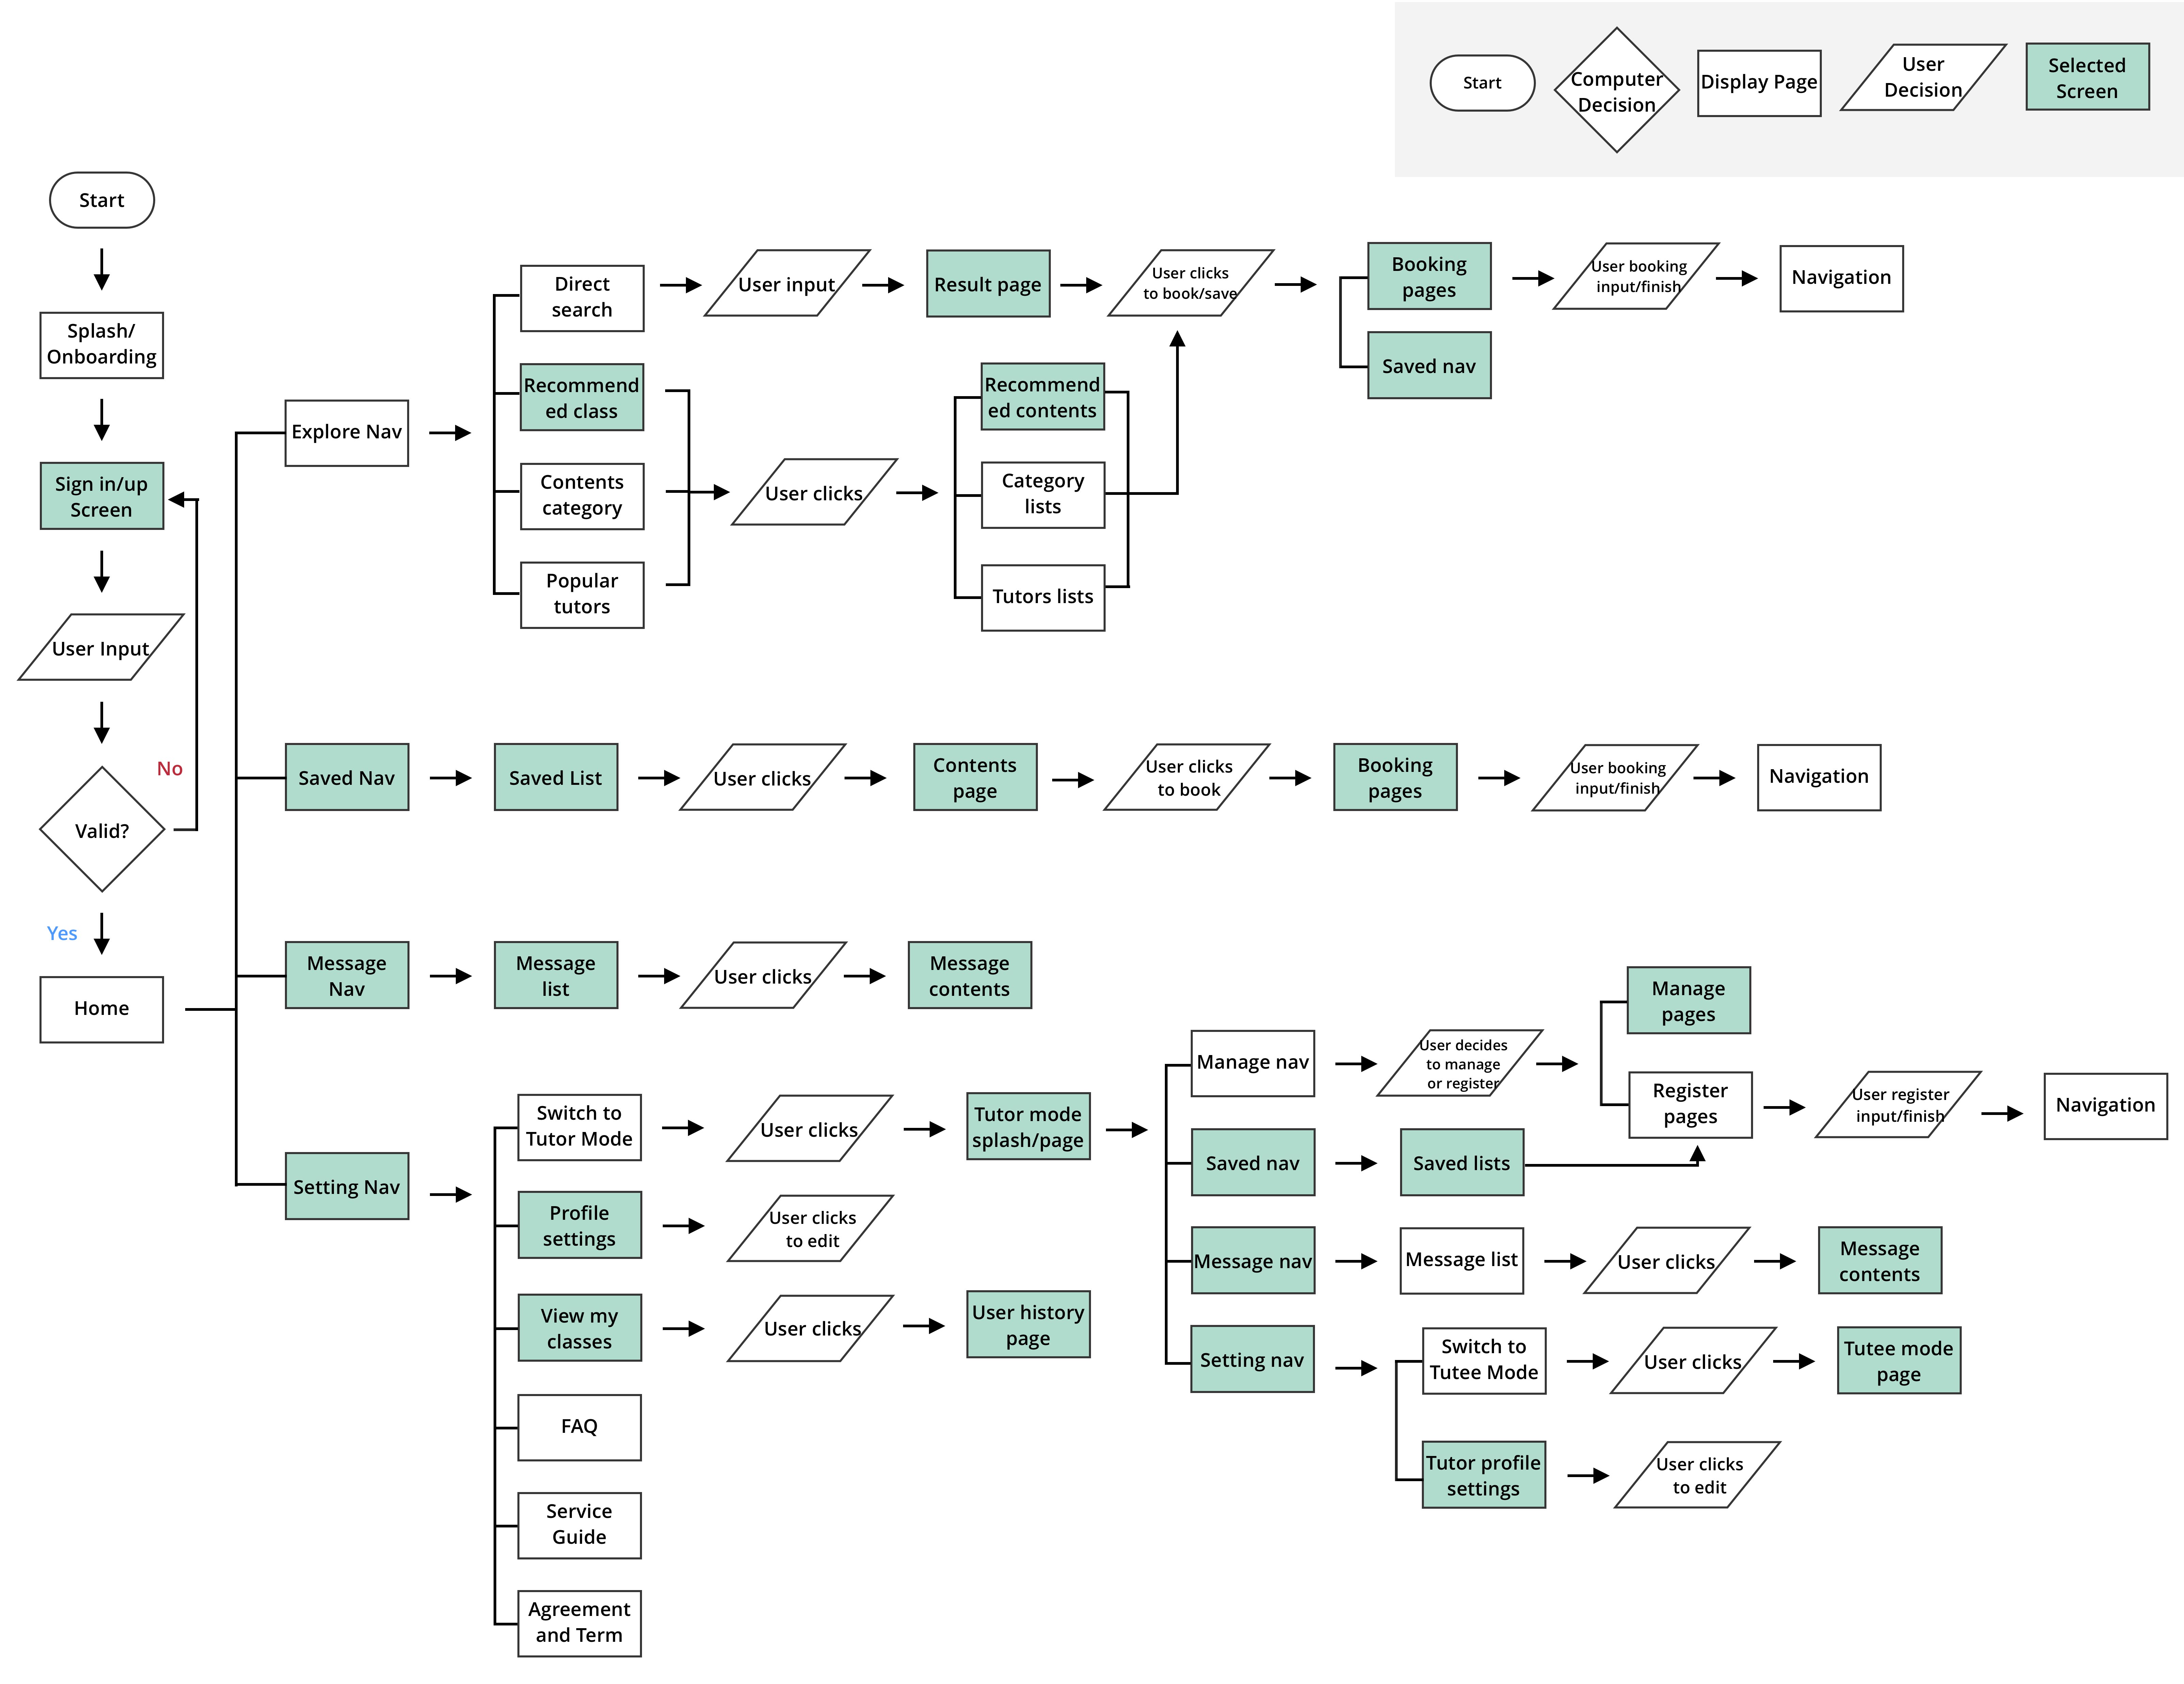 Start
Computer
Decision
Display Page
User
Decision
Selected
Screen
Start
Splash/
Onboarding
Sign in/up
Screen
User Input
No
Valid?
Yes
Home
Explore Nav
Direct
search
User input
Result page
User clicks
to book/save
Booking
pages
User booking
input/finish
Navigation
Saved nav
Recommend
ed class
Contents
category
Popular
tutors
User clicks
Recommend
ed contents
Category
lists
Tutors lists
Saved Nav
Saved List
User clicks
Contents
page
User clicks
to book
Booking
pages
User booking
input/finish
Navigation
Message
Nav
Message
list
User clicks
Message
contents
Setting Nav
Switch to
Tutor Mode
User clicks
Tutor mode
splash/page
Profile
settings
User clicks
to edit
View my
classes
User clicks
User history
page
FAQ
Service
Guide
Agreement
and Term
Manage nav
User decides
to manage
or register
Manage
pages
Register
pages
User register
input/finish
Navigation
Saved nav
Saved lists
Message nav
Message list
User clicks
Message
contents
Setting nav
Switch to
Tutee Mode
User clicks
Tutee mode
page
Tutor profile
settings
User clicks
to edit